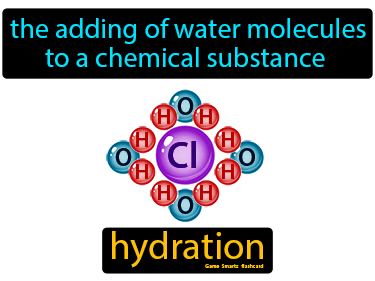 the adding of water molecules
to a chemical substance
O
H H
H H
O Cl O
H H
H H
O
hydration
Game Smartz flashcard